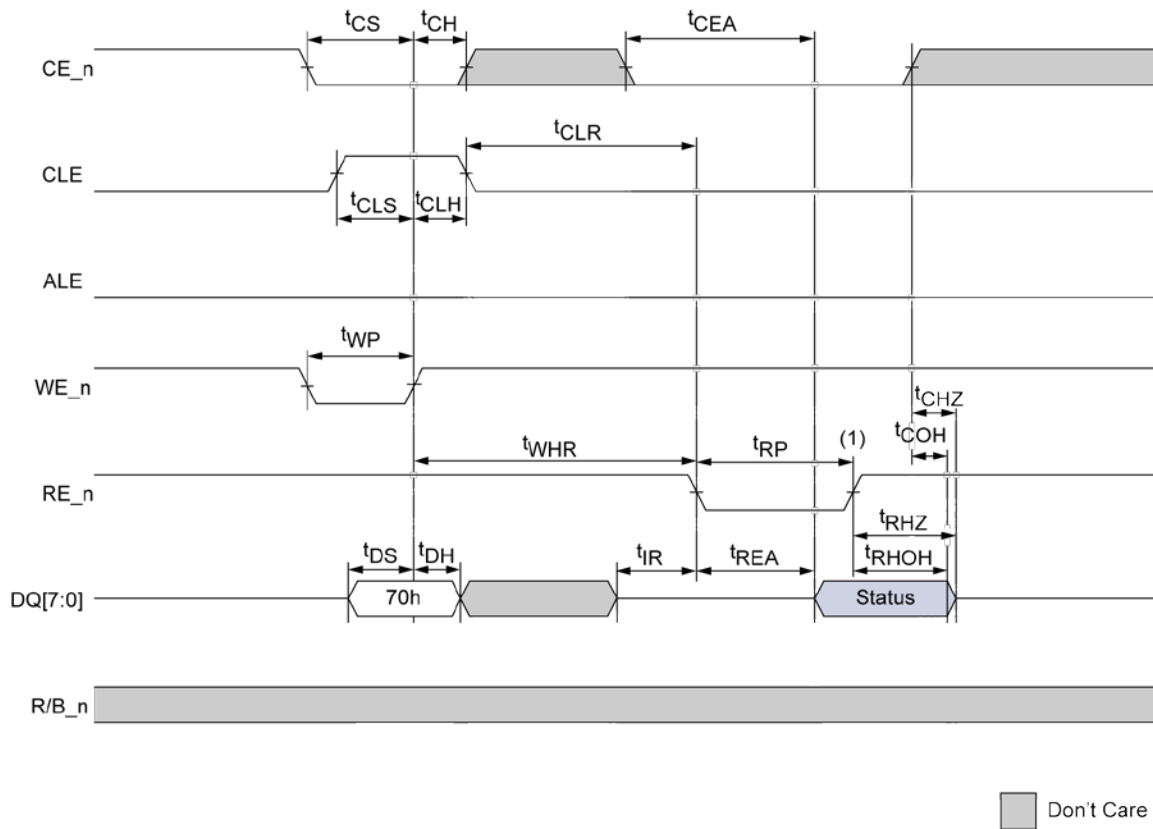 tCS tCH tCEA
CE_n
tCLR
CLE
tCLS tCLH
ALE
tWP
WE_n
tCHZ
tWHR tRP (1) tCOH
RE_n
tRHZ
tDS tDH tIR tREA tRHOH
DQ[7:0] 70h Status
R/B_n
Don't Care